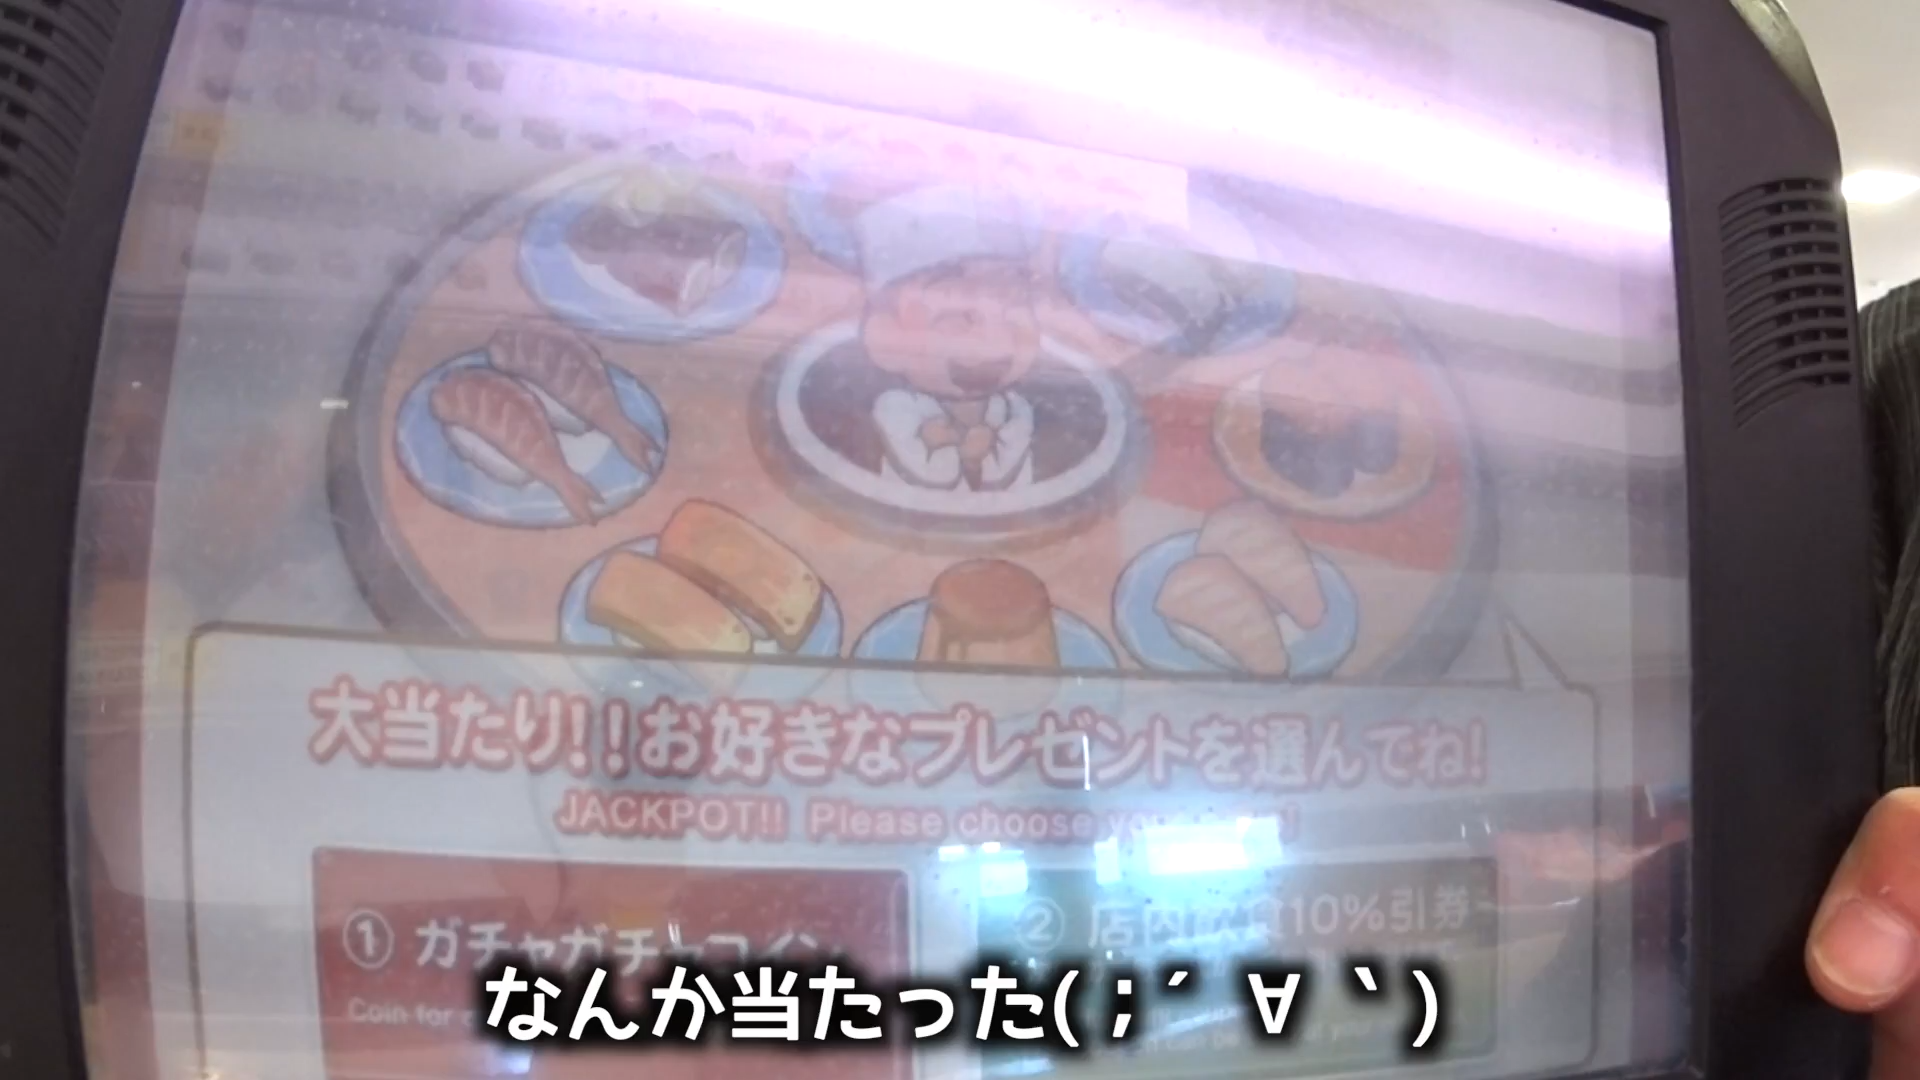 大当たり!!お好きなプレゼントを選んでね!
JACKPOT!! Please choose
① ガチャガチャコイン
② 店内飲食10%引券
Coin for
なんか当たった(；´∀｀)